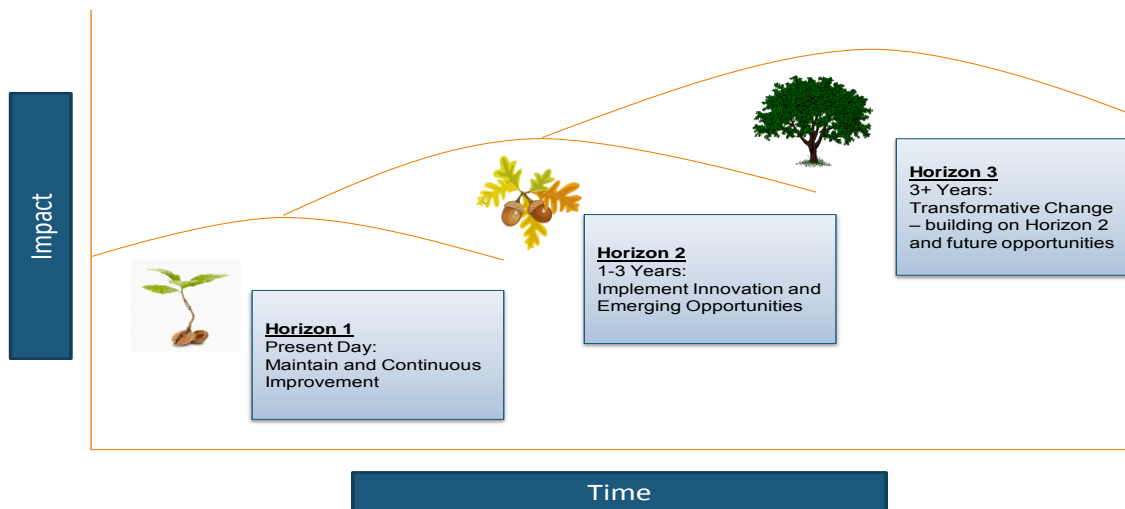 Impact
Horizon 1
Present Day:
Maintain and Continuous
Improvement
Horizon 2
1-3 Years:
Implement Innovation and
Emerging Opportunities
Horizon 3
3+ Years:
Transformative Change
– building on Horizon 2
and future opportunities
Time